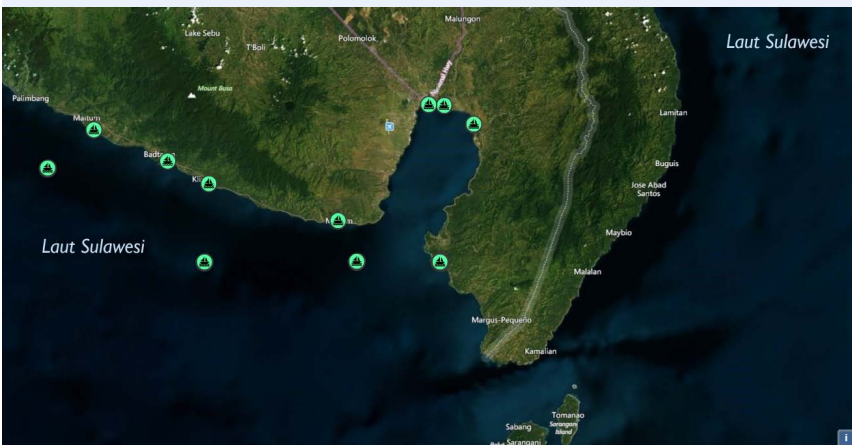 Malungon
Laut Sulawesi
Lake Sebu
Polomolok
T'Boli
Mount Busa
Palimbang
Lamitan
Maitum
Buguis
Jose Abad
Santos
Laut Sulawesi
Maybio
Malalan
Margus-Pequeño
Kamalian
Tomanao
Sarangani
Island
Sabang
Sarangani
i